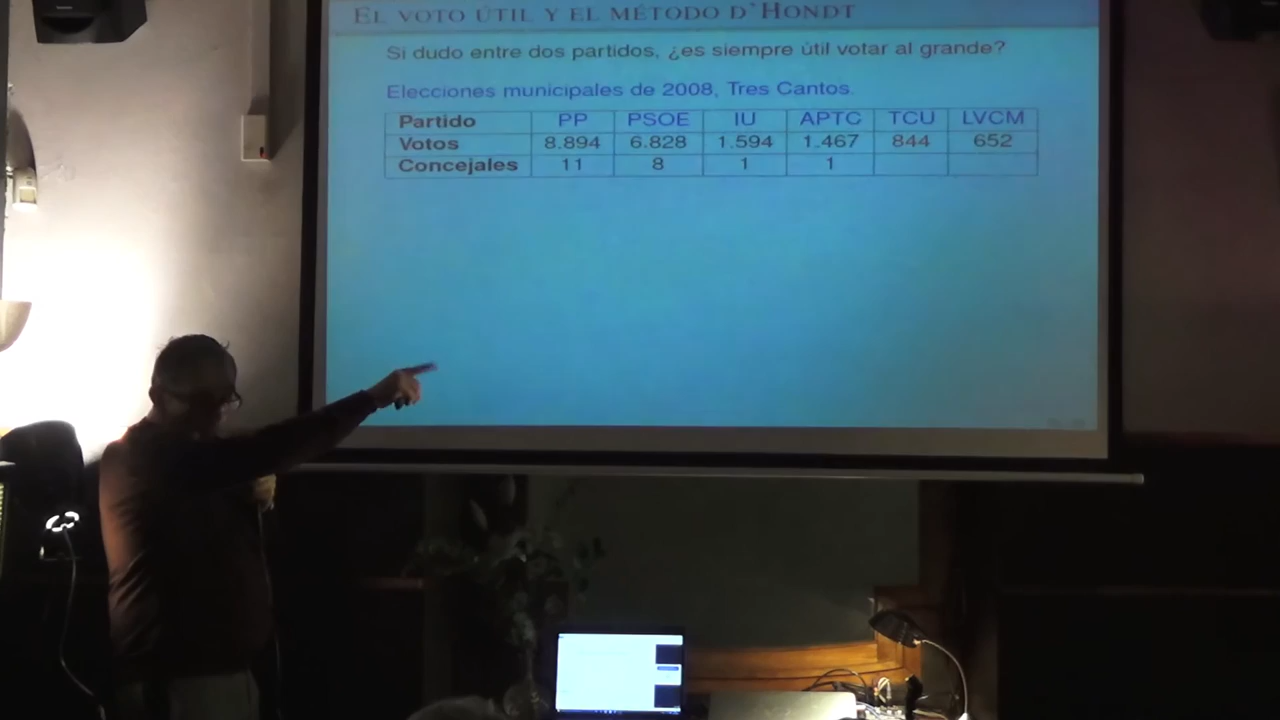 EL VOTO ÚTIL Y EL MÉTODO D`HONDT
Si dudo entre dos partidos, ¿es siempre útil votar al grande?
Elecciones municipales de 2008, Tres Cantos.
Partido PP PSOE IU APTC TCU LVCM
Votos 8.894 6.828 1.594 1.467 844 652
Concejales 11 8 1 1